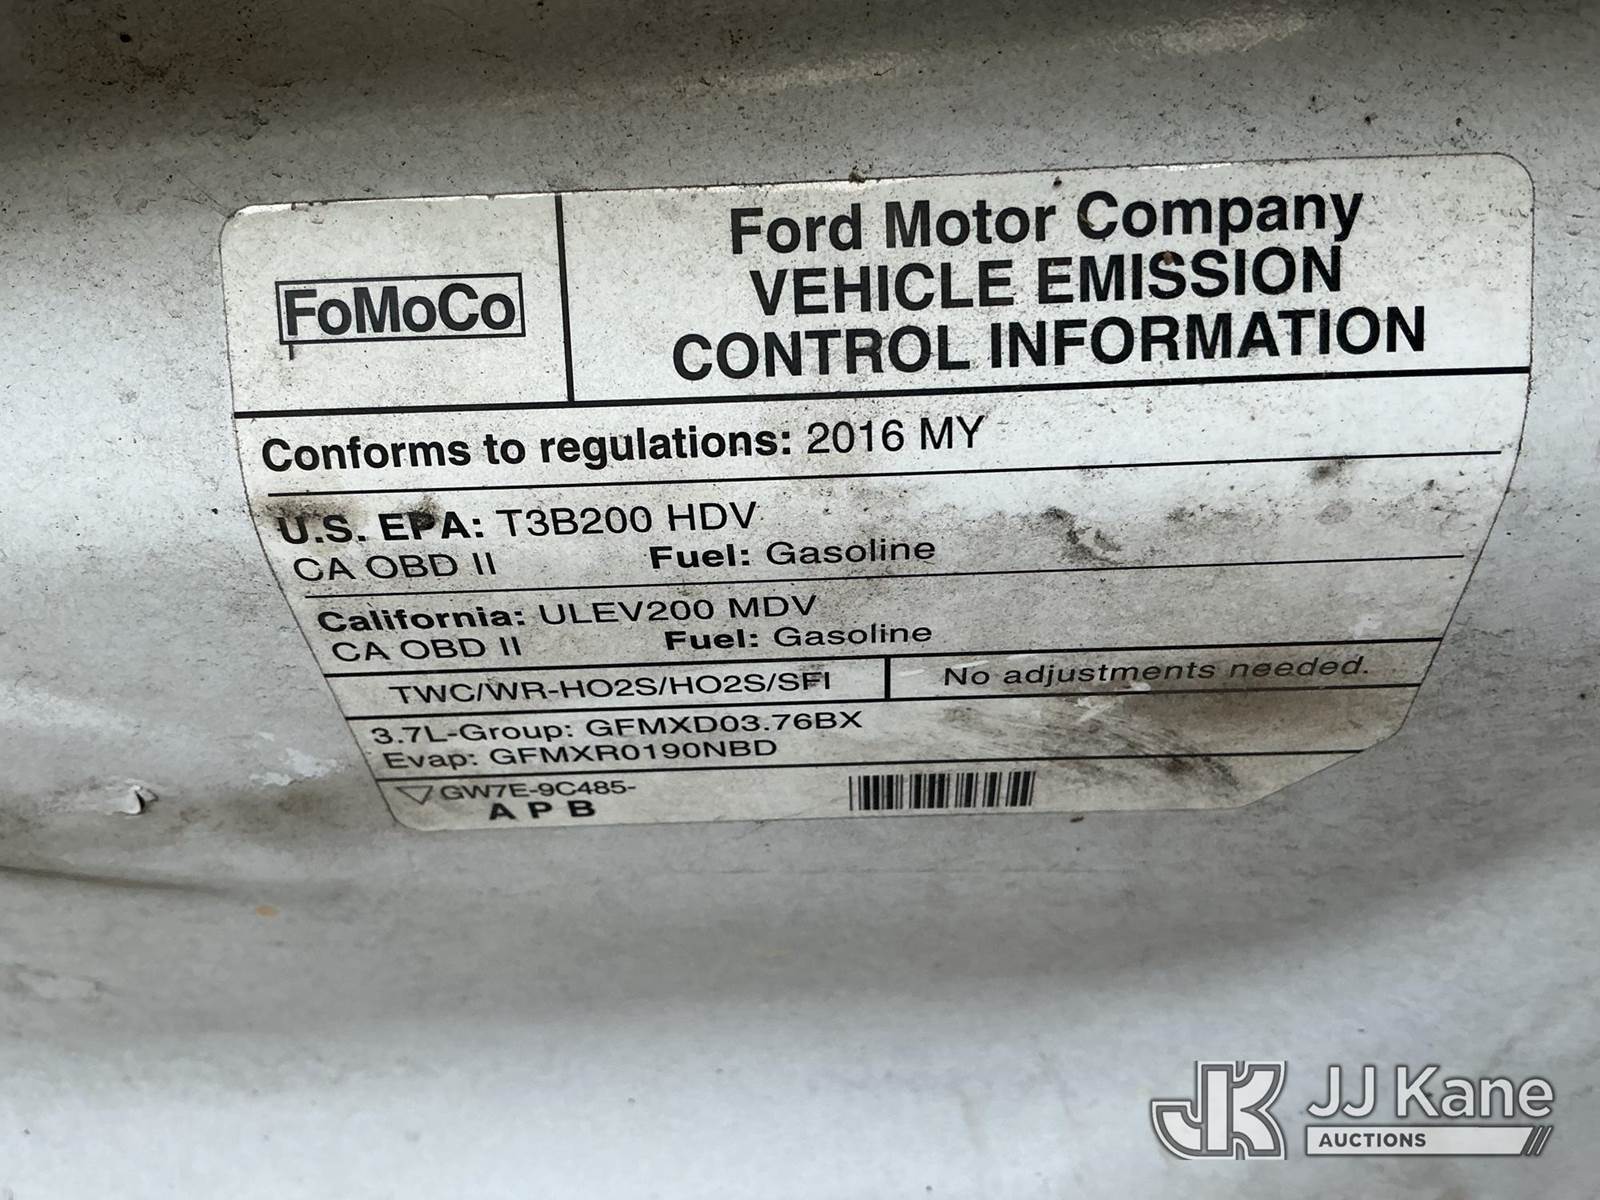 FoMoCo
Ford Motor Company
VEHICLE EMISSION
CONTROL INFORMATION
Conforms to regulations: 2016 MY
U.S. EPA: T3B200 HDV
CA OBD II Fuel: Gasoline
California: ULEV200 MDV
CA OBD II Fuel: Gasoline
TWC/WR-HO2S/HO2S/SFI No adjustments needed.
3.7L-Group: GFMXD03.76BX
Evap: GFMXR0190NBD
GW7E-9C485-
A P B
JK JJ Kane
AUCTIONS